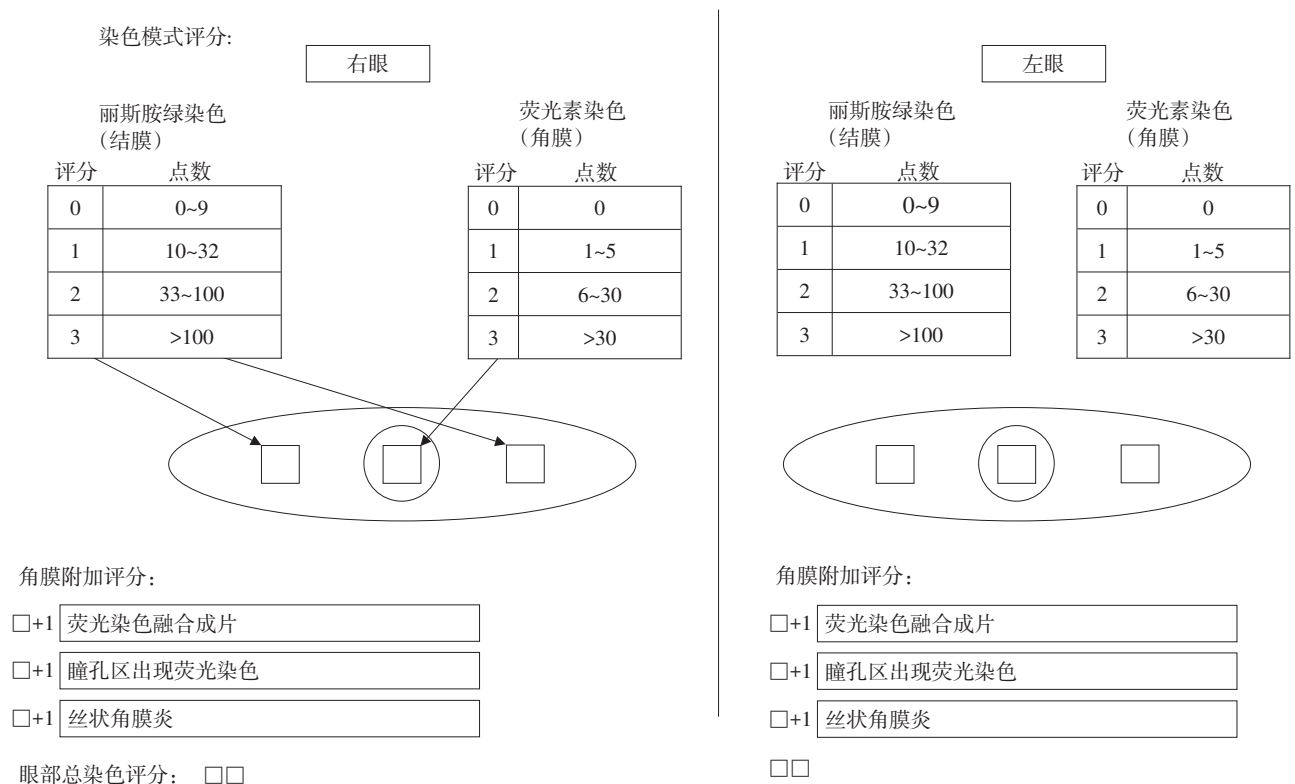 染色模式评分:
右眼
丽斯胺绿染色
（结膜）
评分 点数
0 0~9
1 10~32
2 33~100
3 >100
荧光素染色
（角膜）
评分 点数
0 0
1 1~5
2 6~30
3 >30
角膜附加评分：
□+1 荧光染色融合成片
□+1 瞳孔区出现荧光染色
□+1 丝状角膜炎
眼部总染色评分： □□
左眼
丽斯胺绿染色
（结膜）
评分 点数
0 0~9
1 10~32
2 33~100
3 >100
荧光素染色
（角膜）
评分 点数
0 0
1 1~5
2 6~30
3 >30
角膜附加评分：
□+1 荧光染色融合成片
□+1 瞳孔区出现荧光染色
□+1 丝状角膜炎
□□